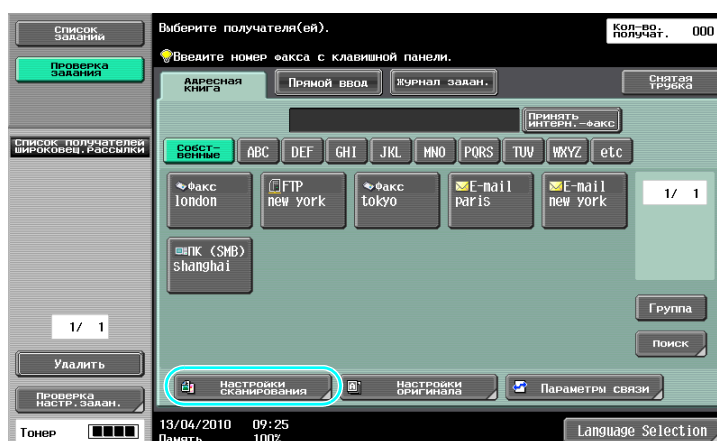 Список
заданий
Проверка
задания
Список получателей
широковещ.рассылки
1/ 1
Удалить
Проверка
настр.задан.
Тонер
Выберите получателя(ей).
Кол-во.
получат. 000
Введите номер факса с клавишной панели.
Адресная
книга
Прямой ввод
Журнал задан.
Снятая
трубка
Принять
интерн.-факс
Собст-
венные
ABC
DEF
GHI
JKL
MNO
PQRS
TUV
WXYZ
etc
Факс
london
FTP
new york
Факс
tokyo
E-mail
paris
E-mail
new york
1/ 1
ПК (SMB)
shanghai
Группа
Поиск
Настройки
сканирования
Настройки
оригинала
Параметры связи
13/04/2010 09:25
Память 100%
Language Selection